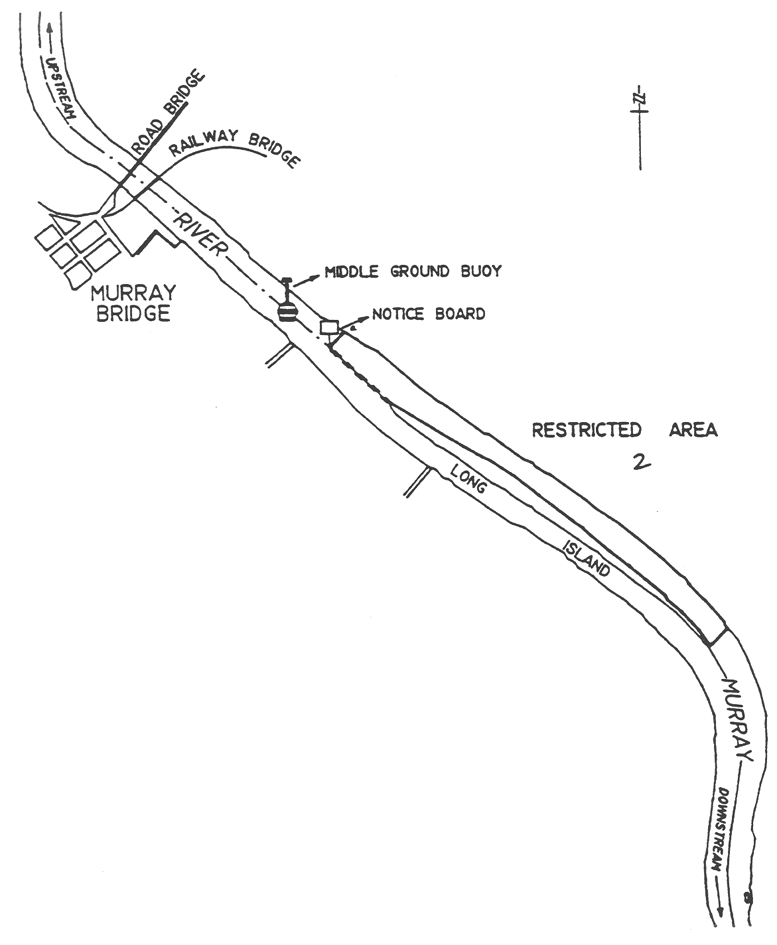 UPSTREAM
ROAD BRIDGE
RAILWAY BRIDGE
N
RIVER
MURRAY
BRIDGE
MIDDLE GROUND BUOY
NOTICE BOARD
RESTRICTED AREA
2
LONG
ISLAND
MURRAY
DOWNSTREAM